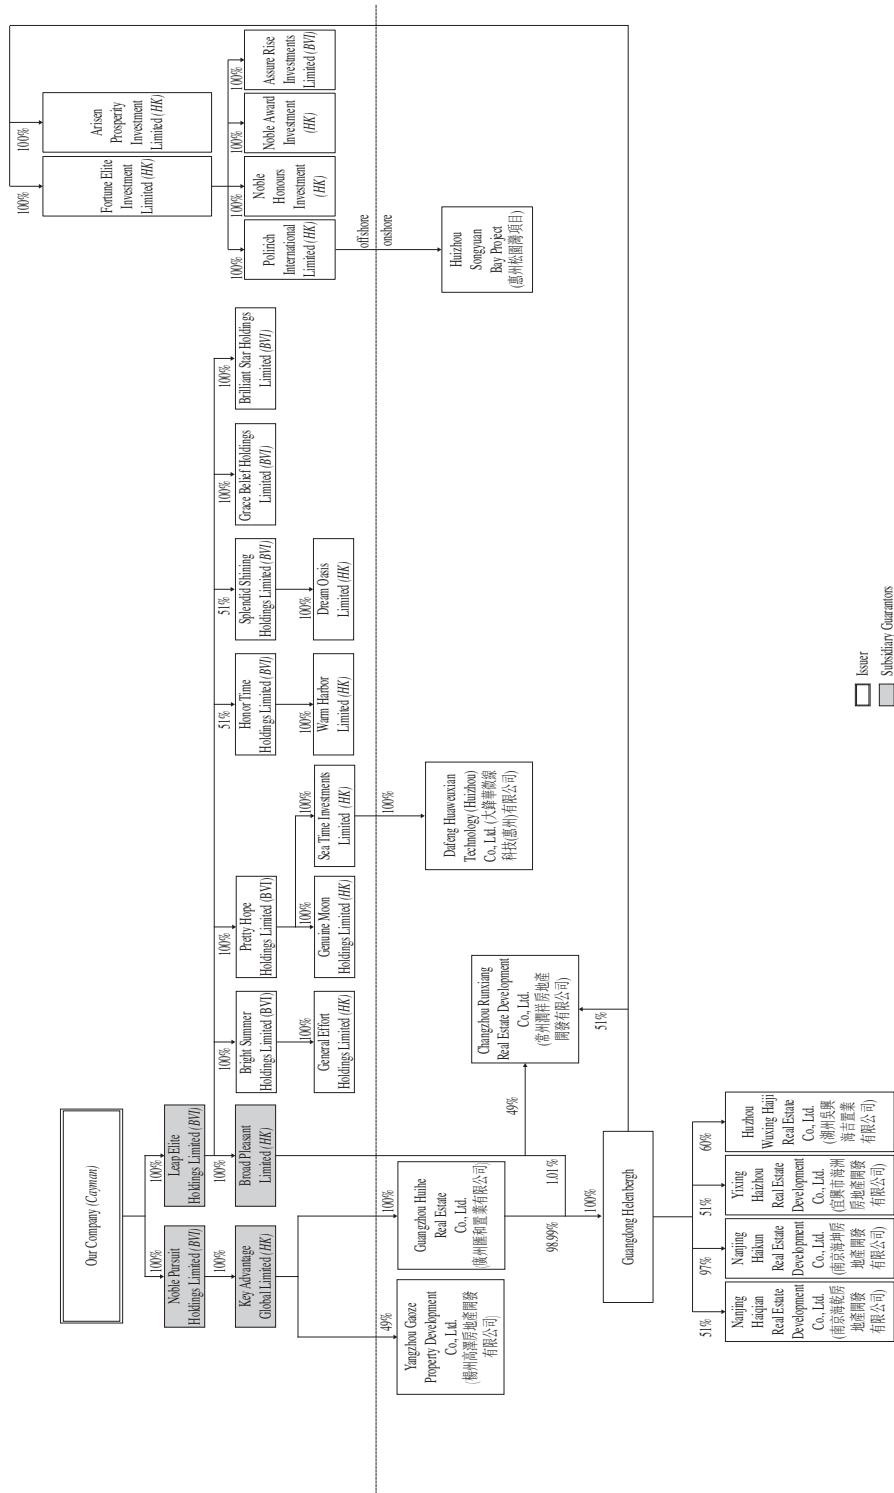 Our Company (Cayman)
100%
100%
Noble Pursuit
Holdings Limited (BVI)
Leap Elite
Holdings Limited (BVI)
100%
100%
Key Advantage
Global Limited (HK)
Broad Pleasant
Limited (HK)
100%
Bright Summer
Holdings Limited (BVI)
100%
General Effort
Holdings Limited (HK)
100%
Pretty Hope
Holdings Limited (BVI)
100%
Genuine Moon
Holdings Limited (HK)
100%
Sea Time Investments
Limited (HK)
100%
Dafeng Huaweuxian
Technology (Huizhou)
Co., Ltd. (大鋒華微線
科技(惠州)有限公司)
51%
Honor Time
Holdings Limited (BVI)
100%
Warm Harbor
Limited (HK)
51%
Splendid Shining
Holdings Limited (BVI)
100%
Dream Oasis
Limited (HK)
100%
Grace Belief Holdings
Limited (BVI)
100%
Brilliant Star Holdings
Limited (BVI)
100%
Fortune Elite
Investment
Limited (HK)
100%
Arisen
Prosperity
Investment
Limited (HK)
100%
Polirich
International
Limited (HK)
100%
Noble
Honours
Investment
(HK)
100%
Noble Award
Investment
(HK)
100%
Assure Rise
Investments
Limited (BVI)
offshore
onshore
Huizhou
Songyuan
Bay Project
(惠州松園灣項目)
49%
Yangzhou Gaoze
Property Development
Co., Ltd.
(楊州高澤房地產開發
有限公司)
100%
Guangzhou Huihe
Real Estate
Co., Ltd.
(廣州匯和置業有限公司)
49%
Changzhou Runxiang
Real Estate Development
Co., Ltd.
(常州潤祥房地產
開發有限公司)
51%
98.99%
1.01%
100%
Guangdong Helenbergh
51%
Nanjing
Haiqian
Real Estate
Development
Co., Ltd.
(南京海乾房
地產開發
有限公司)
97%
Nanjing
Haikun
Real Estate
Development
Co., Ltd.
(南京海坤房
地產開發
有限公司)
51%
Yixing
Haizhou
Real Estate
Development
Co., Ltd.
(宜興市海洲
房地產開發
有限公司)
60%
Huzhou
Wuxing Haiji
Real Estate
Co., Ltd.
(湖州吳興
海吉置業
有限公司)
Issuer
Subsidiary Guarantors